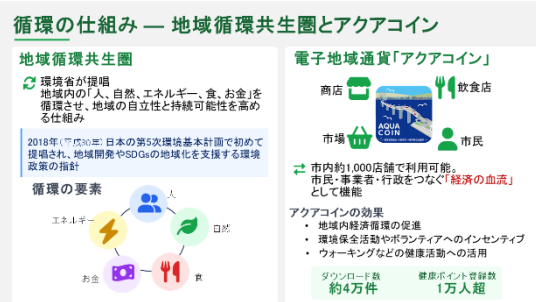 循環の仕組み ― 地域循環共生圏とアクアコイン
地域循環共生圏
環境省が提唱
地域内の「人、自然、エネルギー、食、お金」を
循環させ、地域の自立性と持続可能性を高め
る仕組み
2018年(平成30年)日本の第5次環境基本計画で初めて
提唱され、地域開発やSDGsの地域化を支援する環境
政策の指針
循環の要素
人
エネルギー
自然
お金
食
電子地域通貨「アクアコイン」
商店
飲食店
AQUA
COIN
市場
市民
市内約1,000店舗で利用可能。
市民・事業者・行政をつなぐ「経済の血流」
として機能
アクアコインの効果
• 地域内経済循環の促進
• 環境保全活動やボランティアへのインセンティブ
• ウォーキングなどの健康活動への活用
ダウンロード数
約4万件
健康ポイント登録数
1万人超